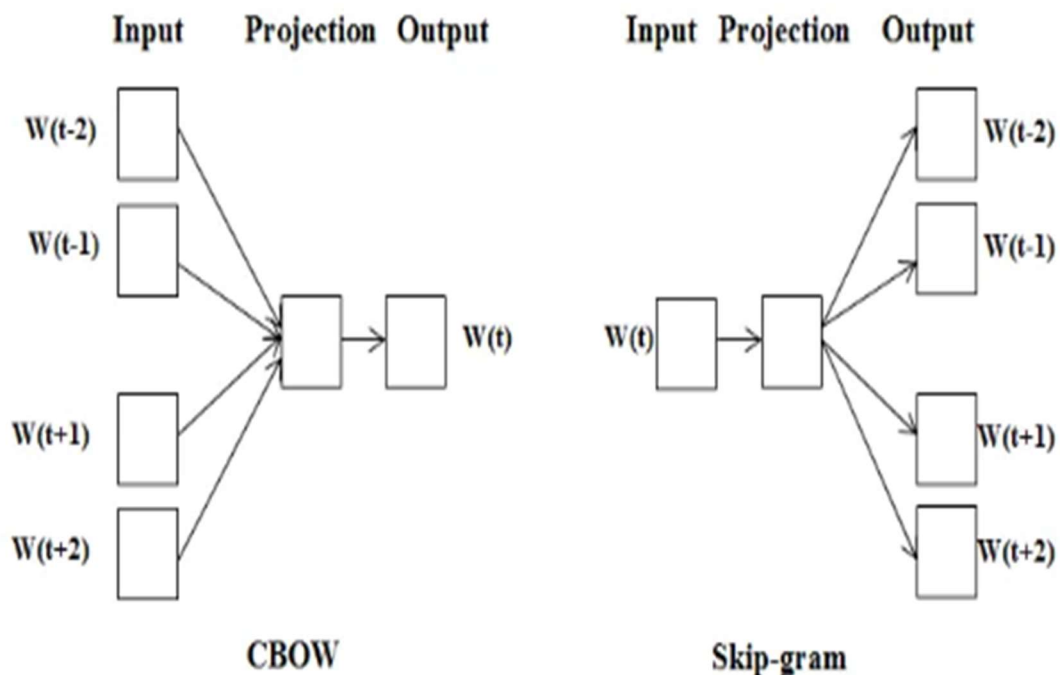 Input Projection Output
W(t-2)
W(t-1)
W(t)
W(t+1)
W(t+2)
CBOW
Input Projection Output
W(t-2)
W(t-1)
W(t)
W(t+1)
W(t+2)
Skip-gram